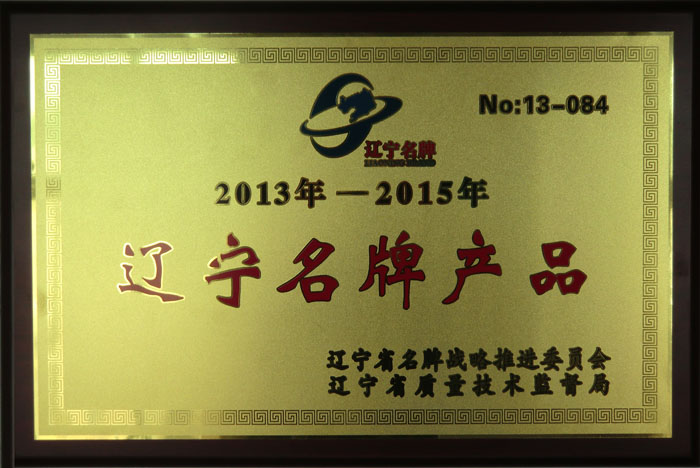 No:13-084
辽宁名牌
LIAONING BRAND
2013年—2015年
辽宁名牌产品
辽宁省名牌战略推进委员会
辽宁省质量技术监督局